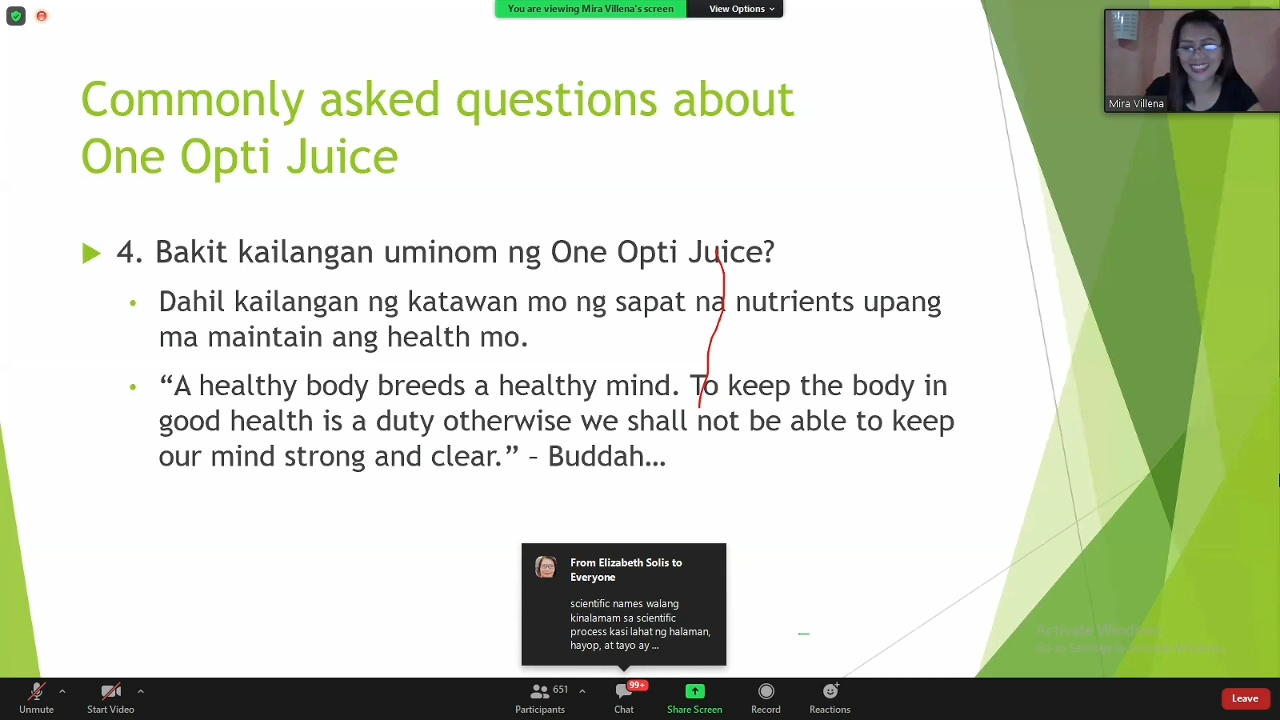 You are viewing Mira Villena's screen
View Options
Mira Villena
Commonly asked questions about
One Opti Juice
4. Bakit kailangan uminom ng One Opti Juice?
• Dahil kailangan ng katawan mo ng sapat na nutrients upang
ma maintain ang health mo.
• “A healthy body breeds a healthy mind. To keep the body in
good health is a duty otherwise we shall not be able to keep
our mind strong and clear.” – Buddah…
From Elizabeth Solis to
Everyone
scientific names walang
kinalamam sa scientific
process kasi lahat ng halaman,
hayop, at tayo ay ...
Activate Windows
Unmute
Start Video
651
Participants
99+
Chat
Share Screen
Record
Reactions
Leave